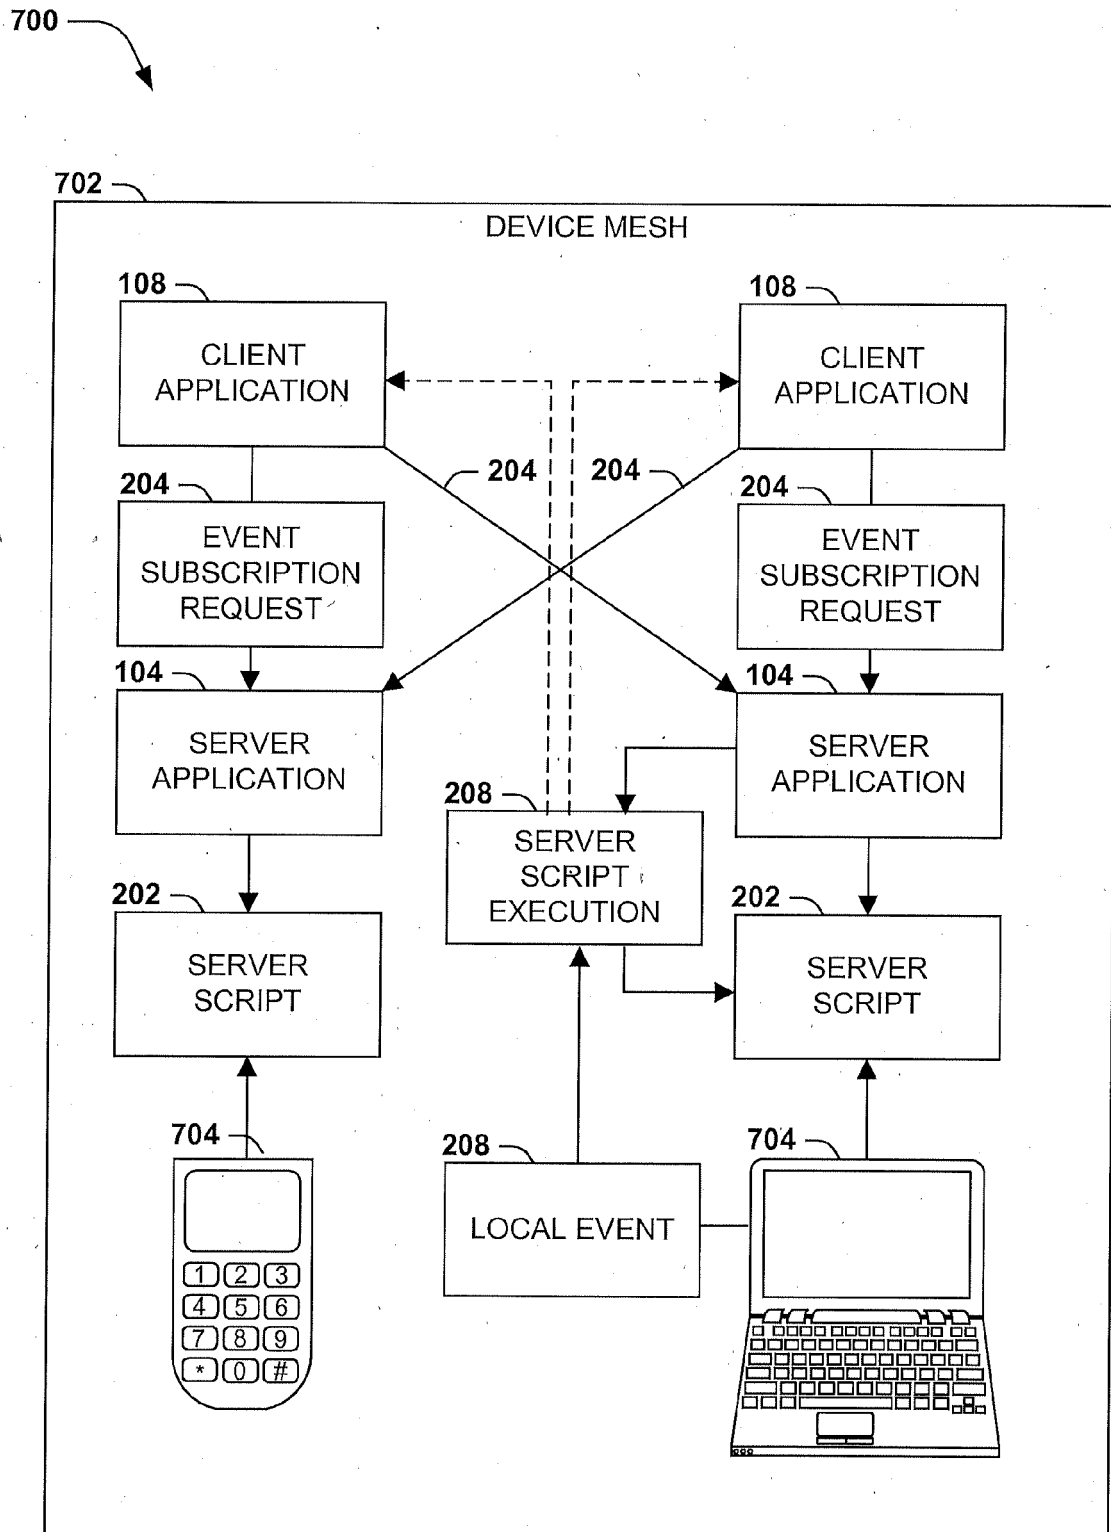 700
702
DEVICE MESH
108
CLIENT
APPLICATION
108
CLIENT
APPLICATION
204
204
204
EVENT
SUBSCRIPTION
REQUEST
204
EVENT
SUBSCRIPTION
REQUEST
104
SERVER
APPLICATION
104
SERVER
APPLICATION
208
SERVER
SCRIPT
EXECUTION
202
SERVER
SCRIPT
202
SERVER
SCRIPT
704
208
LOCAL EVENT
704
1 2 3
4 5 6
7 8 9
* 0 #